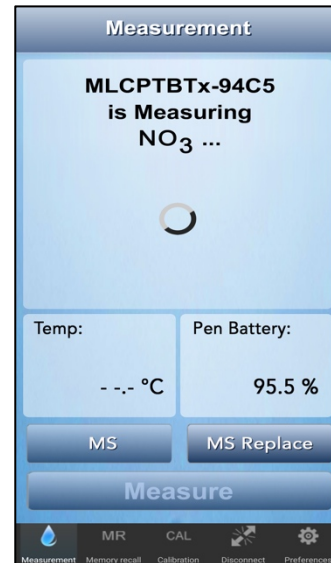 Measurement
MLCPTBTx-94C5
is Measuring
NO3 ...
Temp:
- -.- °C
Pen Battery:
95.5 %
MS
MS Replace
Measure
MR
CAL
Measurement
Memory recall
Calibration
Disconnect
Preferences